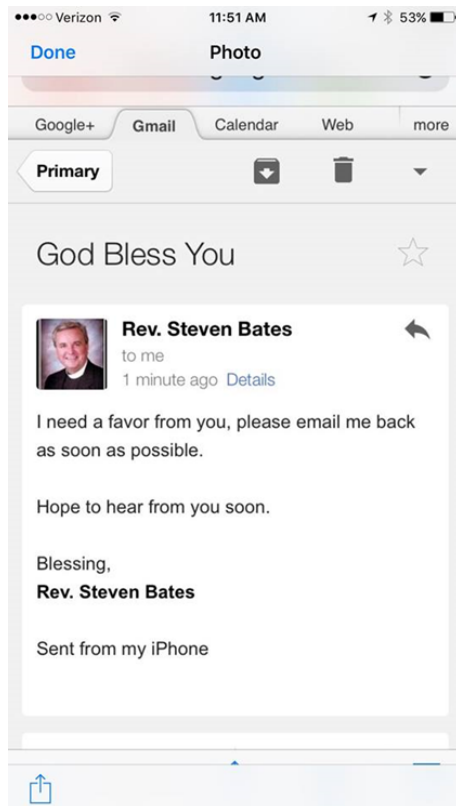 Verizon 11:51 AM 53%
Done Photo
Google+ Gmail Calendar Web more
Primary
God Bless You
Rev. Steven Bates
to me
1 minute ago Details
I need a favor from you, please email me back
as soon as possible.
Hope to hear from you soon.
Blessing,
Rev. Steven Bates
Sent from my iPhone